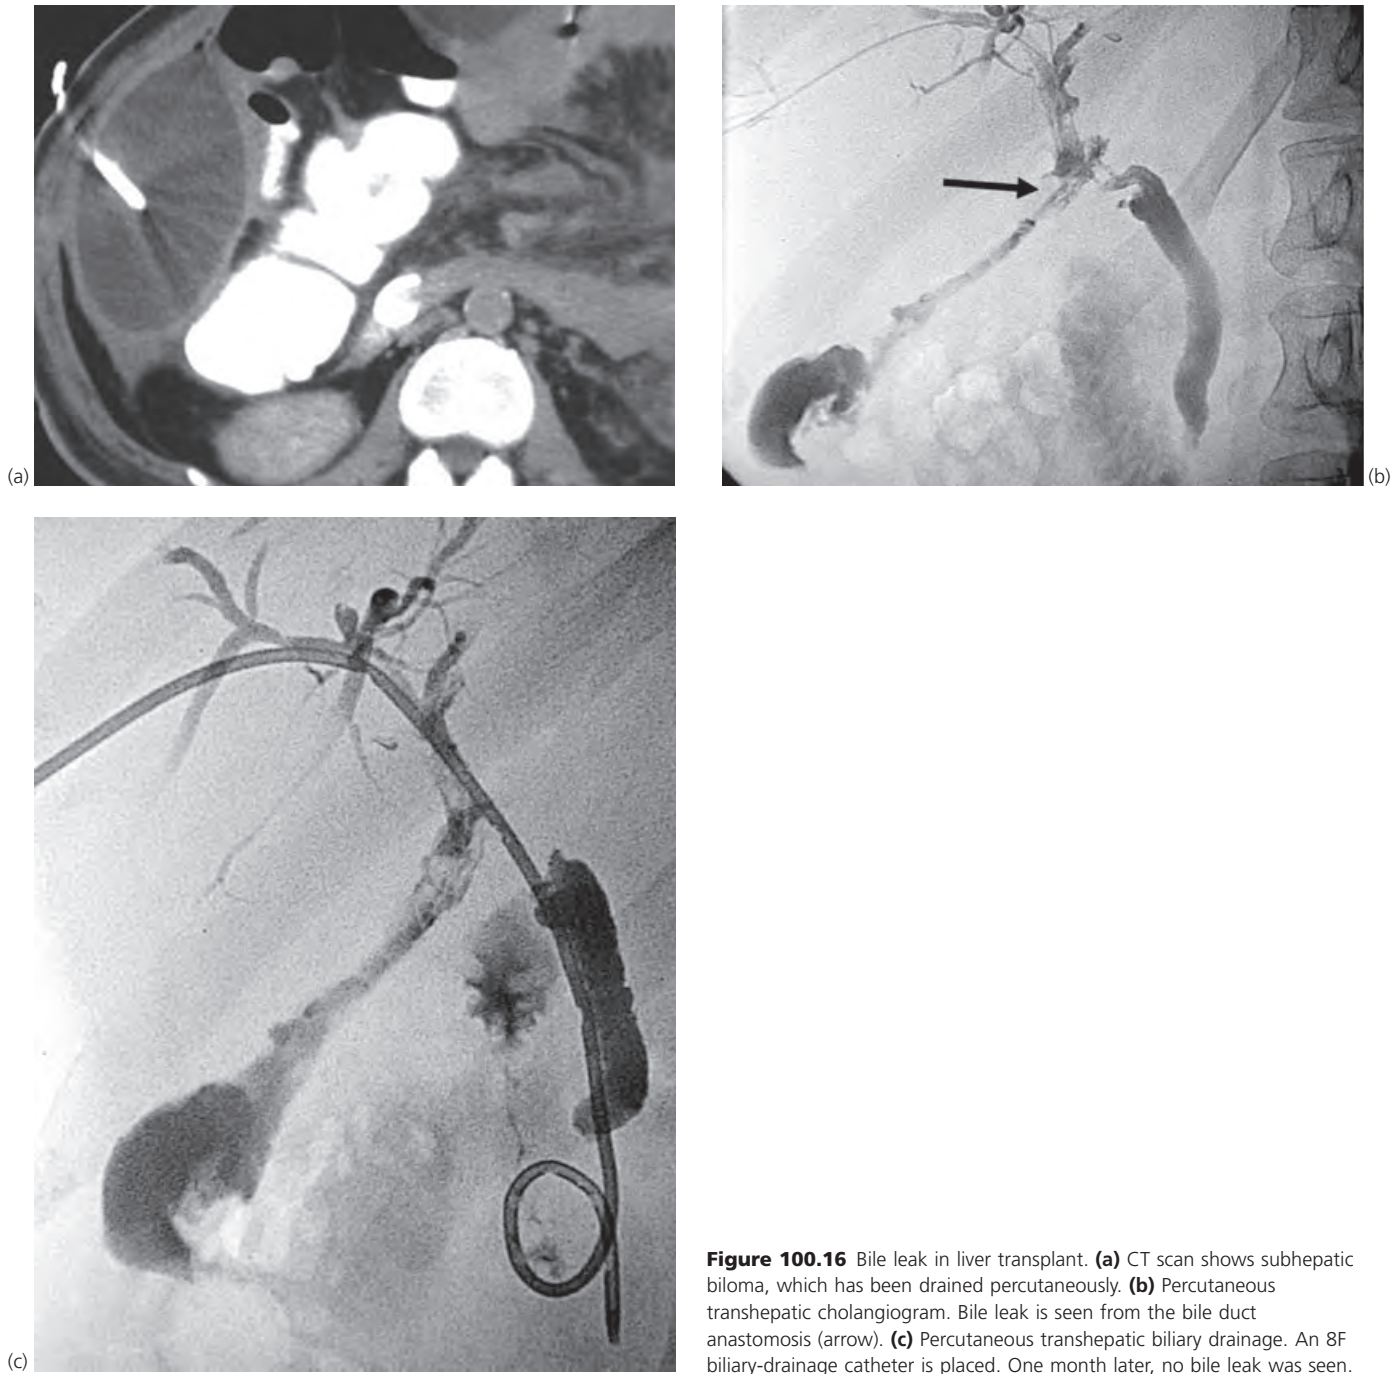 (a)
(b)
(c)
Figure 100.16 Bile leak in liver transplant. (a) CT scan shows subhepatic
biloma, which has been drained percutaneously. (b) Percutaneous
transhepatic cholangiogram. Bile leak is seen from the bile duct
anastomosis (arrow). (c) Percutaneous transhepatic biliary drainage. An 8F
biliary-drainage catheter is placed. One month later, no bile leak was seen.